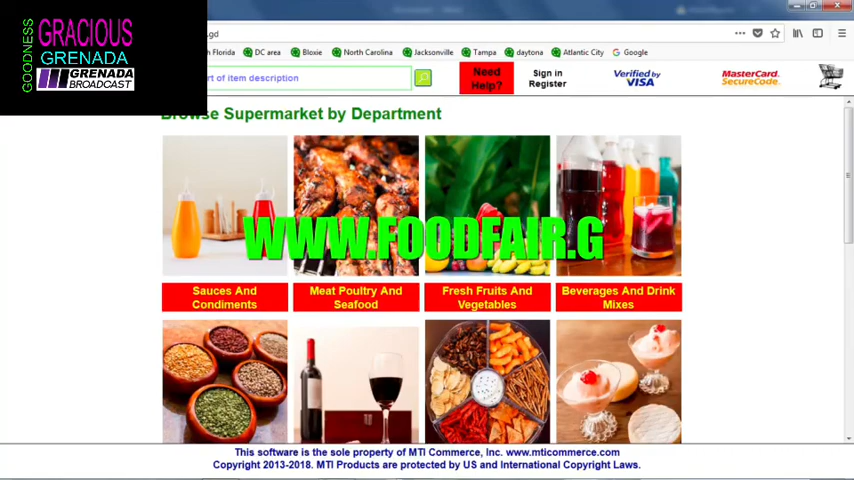 GOODNESS
GRACIOUS
GRENADA
GRENADA
BROADCAST
.gd
Florida
DC area
Bloxie
North Carolina
Jacksonville
Tampa
daytona
Atlantic City
Google
rt of item description
Need
Help?
Sign in
Register
Verified by
VISA
MasterCard.
SecureCode.
Browse Supermarket by Department
WWW.FOODFAIR.G
Sauces And
Condiments
Meat Poultry And
Seafood
Fresh Fruits And
Vegetables
Beverages And Drink
Mixes
This software is the sole property of MTI Commerce, Inc. www.mticommerce.com
Copyright 2013-2018. MTI Products are protected by US and International Copyright Laws.